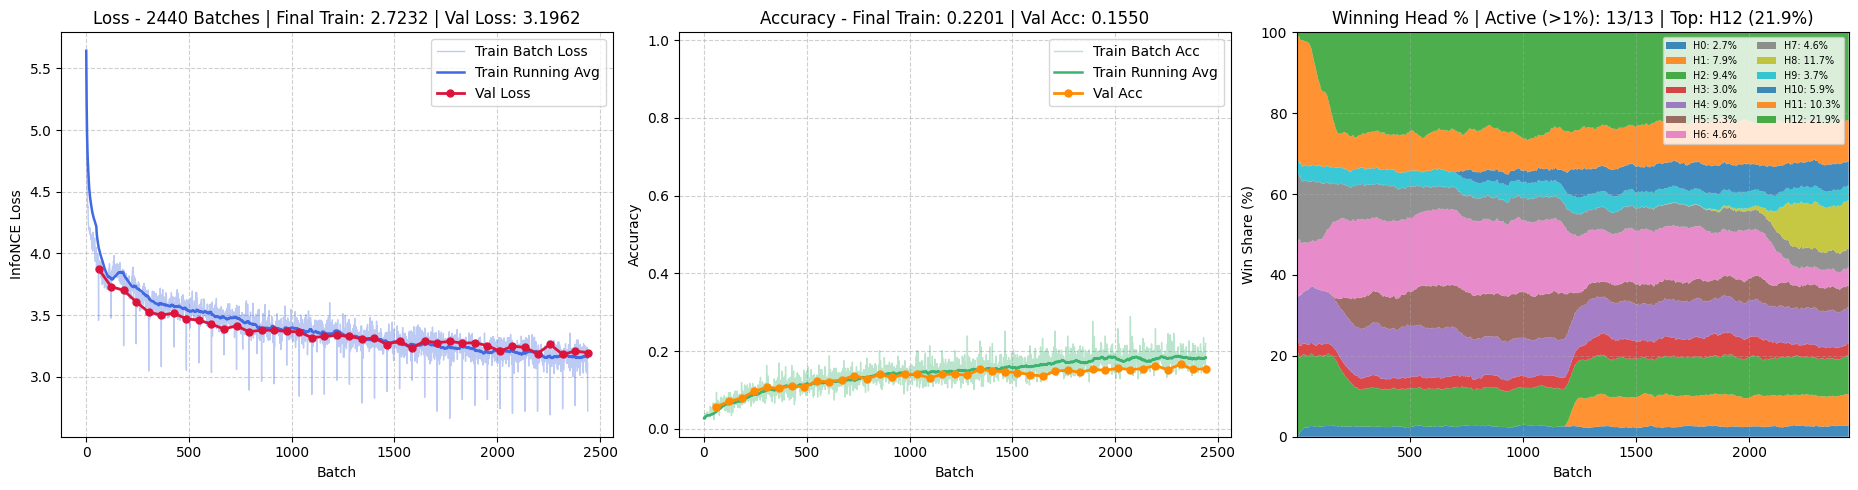 Loss - 2440 Batches | Final Train: 2.7232 | Val Loss: 3.1962
InfoNCE Loss
5.5
5.0
4.5
4.0
3.5
3.0
0
500
1000
1500
2000
2500
Batch
Train Batch Loss
Train Running Avg
Val Loss
Accuracy - Final Train: 0.2201 | Val Acc: 0.1550
Accuracy
1.0
0.8
0.6
0.4
0.2
0.0
0
500
1000
1500
2000
2500
Batch
Train Batch Acc
Train Running Avg
Val Acc
Winning Head % | Active (>1%): 13/13 | Top: H12 (21.9%)
Win Share (%)
100
80
60
40
20
0
500
1000
1500
2000
Batch
H0: 2.7%
H1: 7.9%
H2: 9.4%
H3: 3.0%
H4: 9.0%
H5: 5.3%
H6: 4.6%
H7: 4.6%
H8: 11.7%
H9: 3.7%
H10: 5.9%
H11: 10.3%
H12: 21.9%